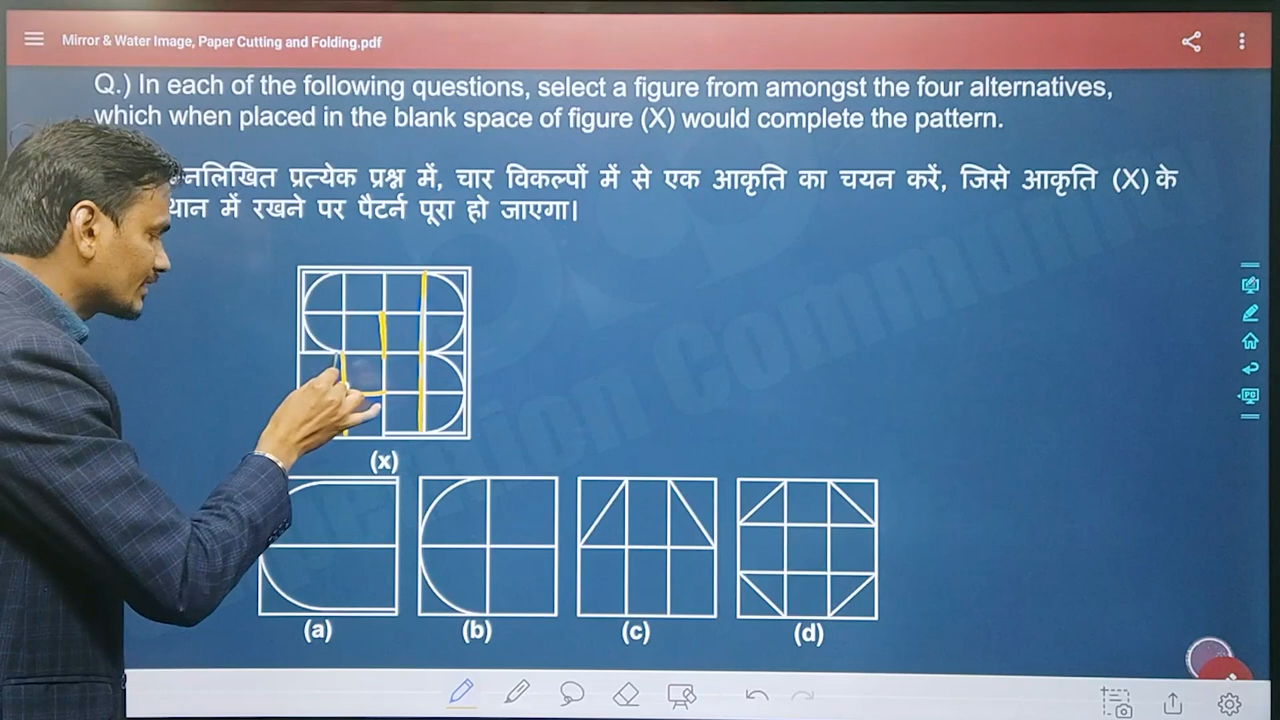 Mirror & Water Image, Paper Cutting and Folding.pdf
Q.) In each of the following questions, select a figure from amongst the four alternatives,
which when placed in the blank space of figure (X) would complete the pattern.
प्रत्येक प्रश्न में, चार विकल्पों में से एक आकृति का चयन करें, जिसे आकृति (X) के
में रखने पर पैटर्न पूरा हो जाएगा।
(x)
(a) (b) (c) (d)